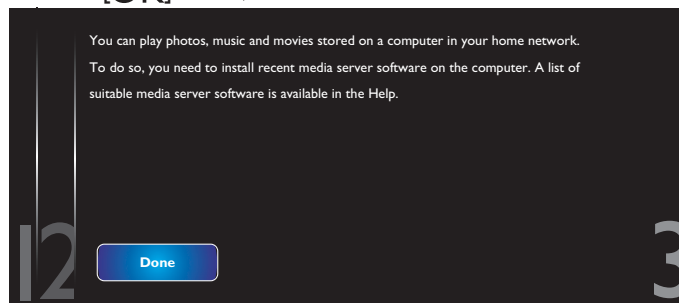 You can play photos, music and movies stored on a computer in your home network.
To do so, you need to install recent media server software on the computer. A list of
suitable media server software is available in the Help.
12
3
Done